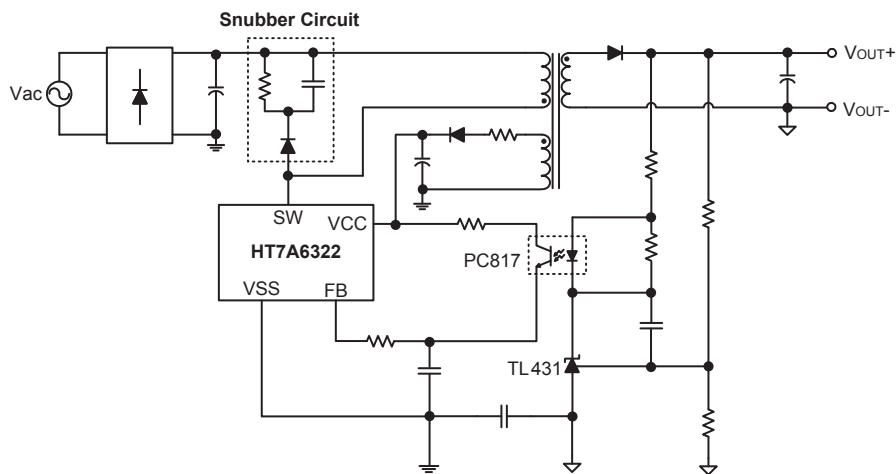 Snubber Circuit
Vac
VOUT+
VOUT-
SW
VCC
HT7A6322
PC817
VSS
FB
TL431